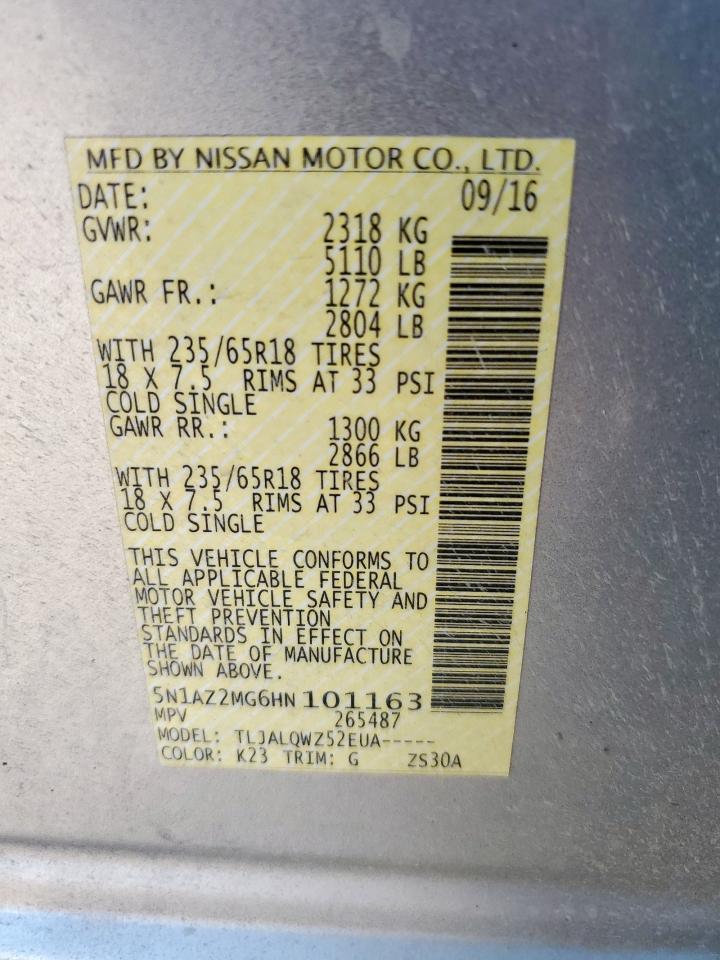 MFD BY NISSAN MOTOR CO., LTD.
DATE: 09/16
GVWR: 2318 KG
5110 LB
GAWR FR.: 1272 KG
2804 LB
WITH 235/65R18 TIRES
18 X 7.5 RIMS AT 33 PSI
COLD SINGLE
GAWR RR.: 1300 KG
2866 LB
WITH 235/65R18 TIRES
18 X 7.5 RIMS AT 33 PSI
COLD SINGLE
THIS VEHICLE CONFORMS TO
ALL APPLICABLE FEDERAL
MOTOR VEHICLE SAFETY AND
THEFT PREVENTION
STANDARDS IN EFFECT ON
THE DATE OF MANUFACTURE
SHOWN ABOVE.
5N1AZ2MG6HN 101163
MPV 265487
MODEL: TLJALQWZ52EUA-----
COLOR: K23 TRIM: G ZS30A